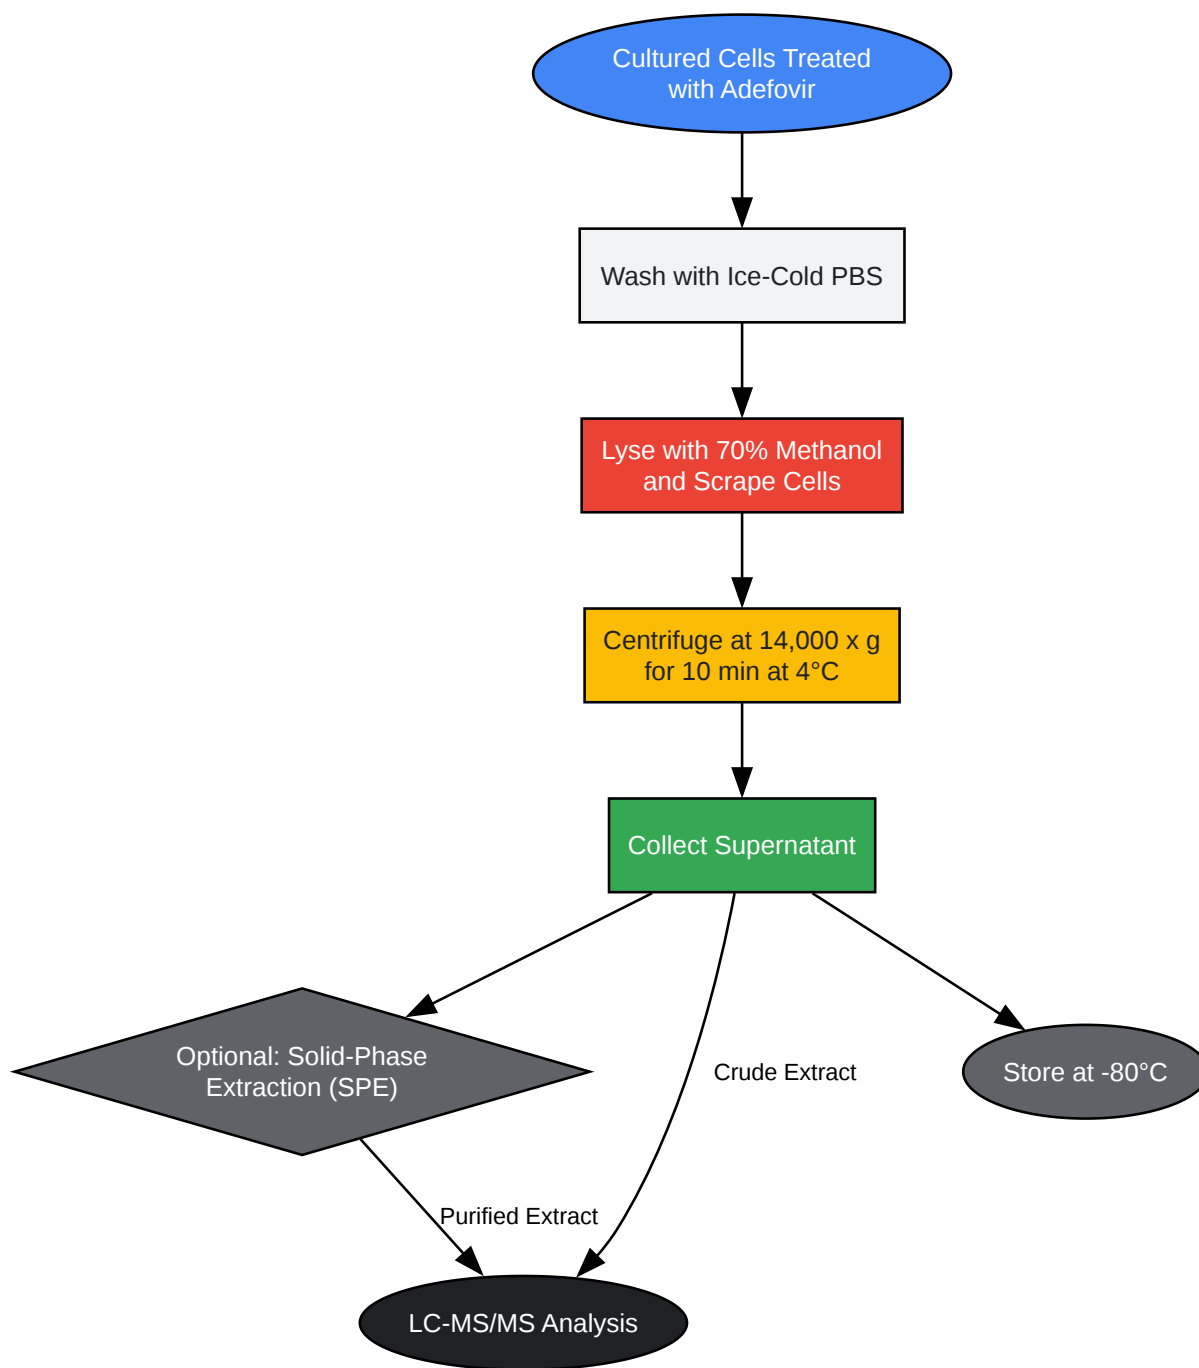 Cultured Cells Treated
with Adefovir
Wash with Ice-Cold PBS
Lyse with 70% Methanol
and Scrape Cells
Centrifuge at 14,000 x g
for 10 min at 4°C
Collect Supernatant
Optional: Solid-Phase
Extraction (SPE)
Crude Extract
Store at -80°C
Purified Extract
LC-MS/MS Analysis